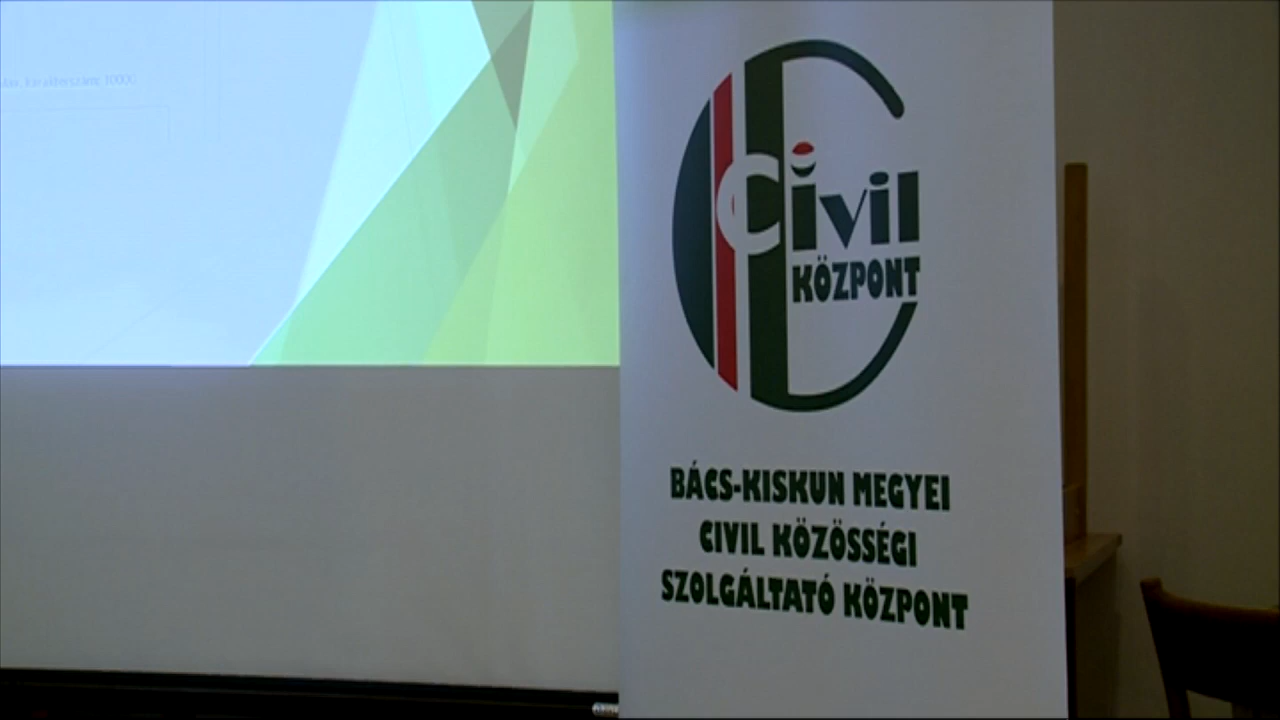 Civil
KÖZPONT
BÁCS-KISKUN MEGYEI
CIVIL KÖZÖSSÉGI
SZOLGÁLTATÓ KÖZPONT